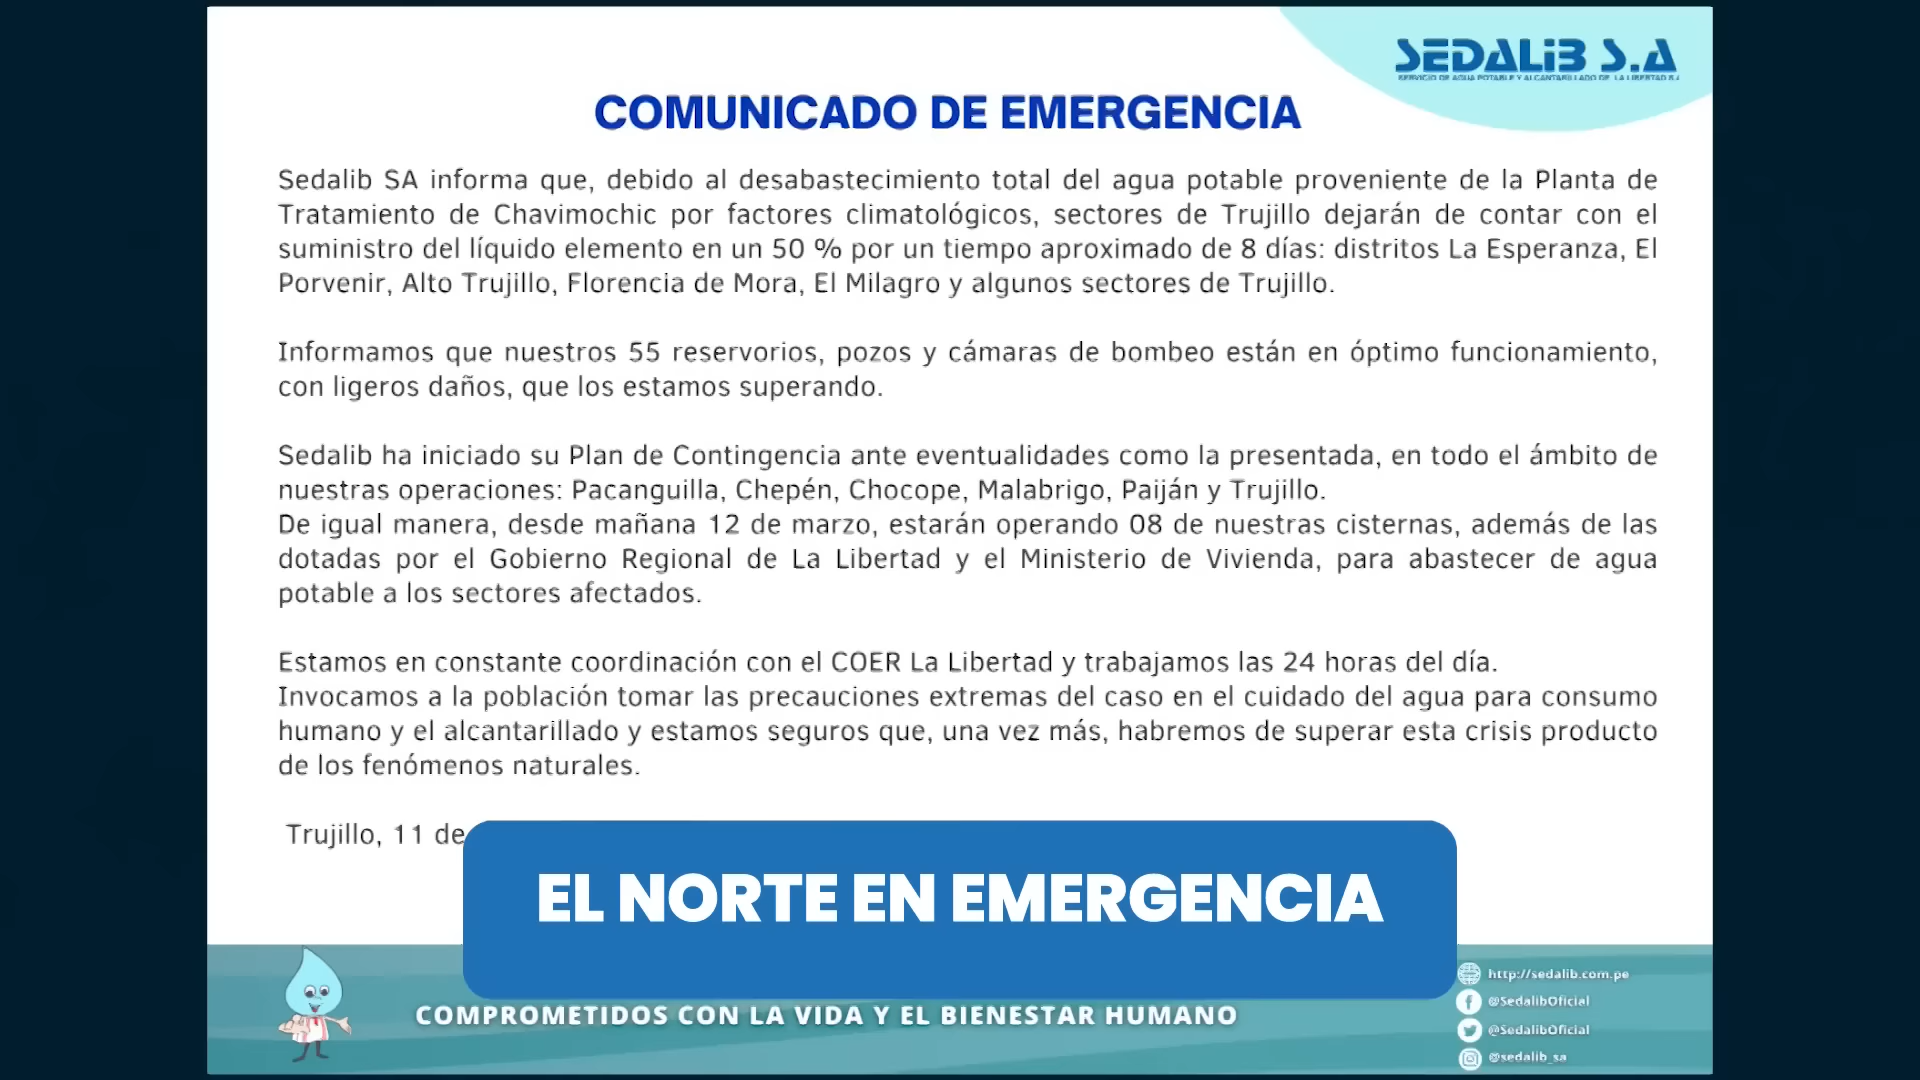 SEDALiB S.A
SERVICIO DE AGUA POTABLE Y ALCANTARILLADO DE LA LIBERTAD S.A
COMUNICADO DE EMERGENCIA
Sedalib SA informa que, debido al desabastecimiento total del agua potable proveniente de la Planta de
Tratamiento de Chavimochic por factores climatológicos, sectores de Trujillo dejarán de contar con el
suministro del líquido elemento en un 50 % por un tiempo aproximado de 8 días: distritos La Esperanza, El
Porvenir, Alto Trujillo, Florencia de Mora, El Milagro y algunos sectores de Trujillo.
Informamos que nuestros 55 reservorios, pozos y cámaras de bombeo están en óptimo funcionamiento,
con ligeros daños, que los estamos superando.
Sedalib ha iniciado su Plan de Contingencia ante eventualidades como la presentada, en todo el ámbito de
nuestras operaciones: Pacanguilla, Chepén, Chocope, Malabrigo, Paiján y Trujillo.
De igual manera, desde mañana 12 de marzo, estarán operando 08 de nuestras cisternas, además de las
dotadas por el Gobierno Regional de La Libertad y el Ministerio de Vivienda, para abastecer de agua
potable a los sectores afectados.
Estamos en constante coordinación con el COER La Libertad y trabajamos las 24 horas del día.
Invocamos a la población tomar las precauciones extremas del caso en el cuidado del agua para consumo
humano y el alcantarillado y estamos seguros que, una vez más, habremos de superar esta crisis producto
de los fenómenos naturales.
Trujillo, 11 de
EL NORTE EN EMERGENCIA
COMPROMETIDOS CON LA VIDA Y EL BIENESTAR HUMANO
http://sedalib.com.pe
@SedalibOficial
@SedalibOficial
@sedalib_sa